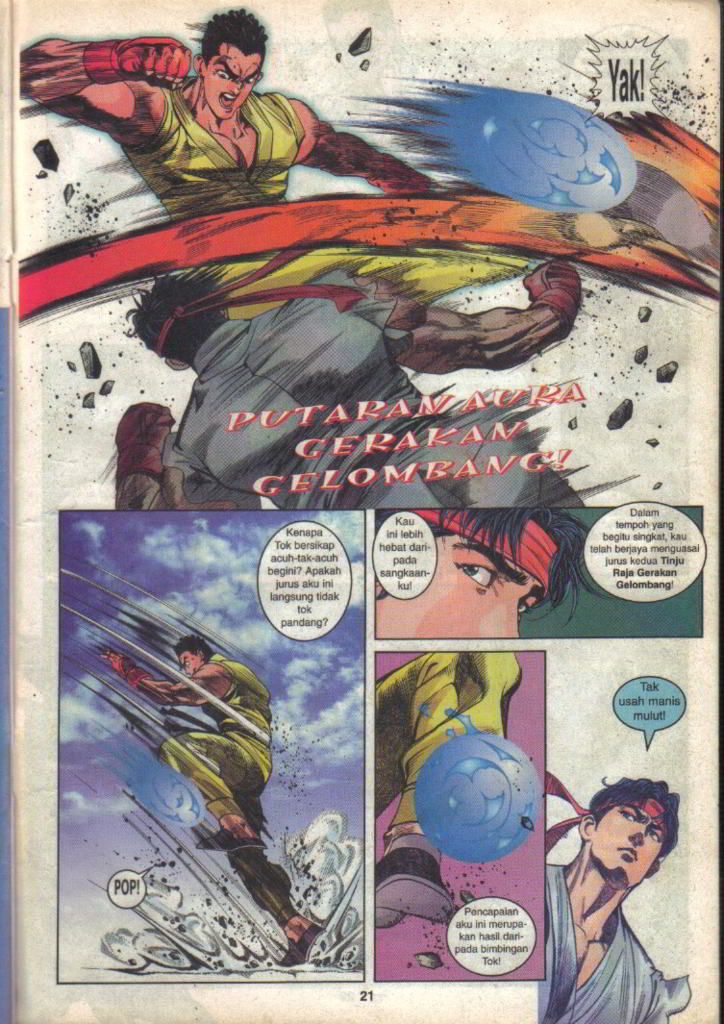 Yak!
PUTARAN AURA
GERAKAN
GELOMBANG!
Kenapa
Tok bersikap
acuh-tak-acuh
begini? Apakah
jurus aku ini
langsung tidak
tok
pandang?
POP!
Kau
ini lebih
hebat dari-
pada
sangkaan-
ku!
Dalam
tempoh yang
begitu singkat, kau
telah berjaya menguasai
jurus kedua Tinju
Raja Gerakan
Gelombang!
Tak
usah manis
mulut!
Pencapaian
aku ini merupa-
kan hasil dari-
pada bimbingan
Tok!
21